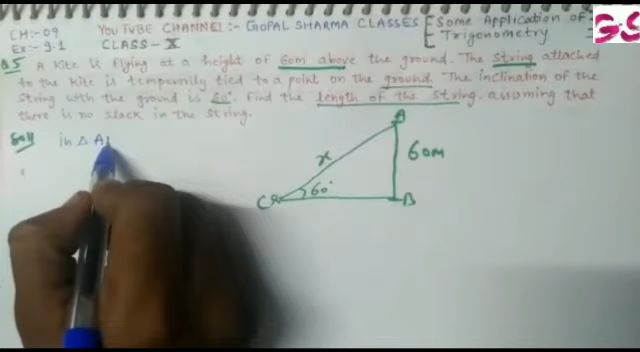 CH:-09 YOUTUBE CHANNEL:- GOPAL SHARMA CLASSES Some Application of
Ex:-9.1 CLASS-X Trigonometry
GS
Q.5 A kite is flying at a height of 60m above the ground. The string attached
to the kite is temporarily tied to a point on the ground. The inclination of the
string with the ground is 60°. Find the length of the string, assuming that
there is no slack in the string.
Soln in △ A
A
x 60m
60°
C B